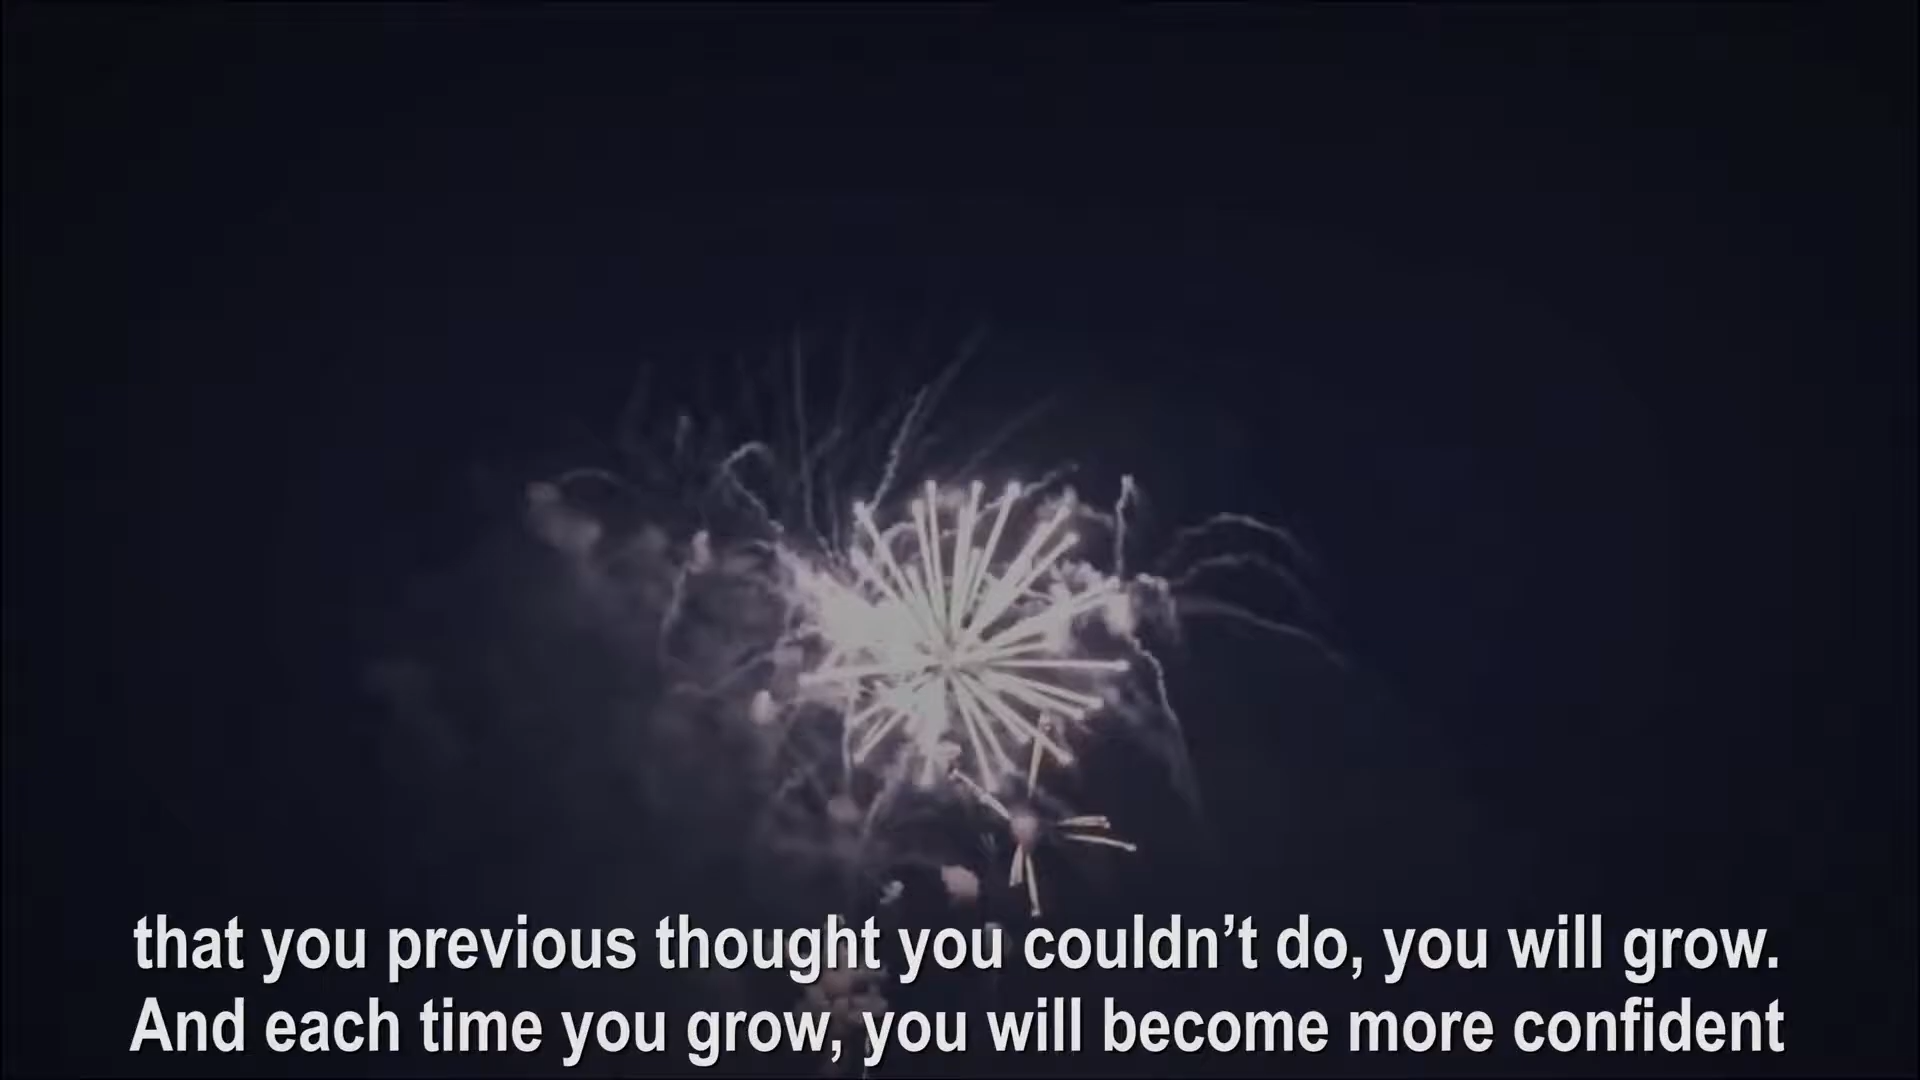 that you previous thought you couldn’t do, you will grow.
And each time you grow, you will become more confident